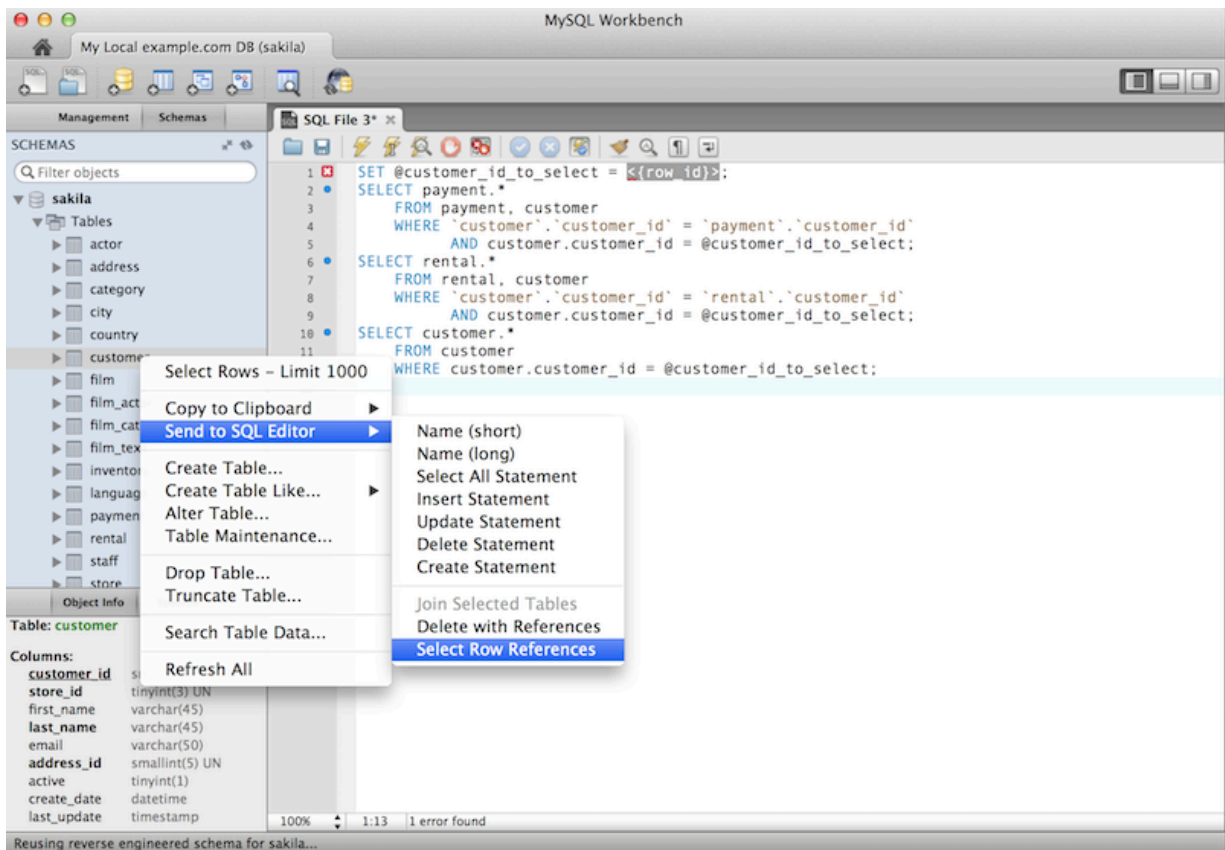 MySQL Workbench
My Local example.com DB (sakila)
Management Schemas
SCHEMAS
Filter objects
sakila
Tables
actor
address
category
city
country
customer
film
film_act
film_cat
film_tex
inventor
languag
paymen
rental
staff
store
Object Info
Table: customer
Columns:
customer_id
store_id tinyint(3) UN
first_name varchar(45)
last_name varchar(45)
email varchar(50)
address_id smallint(5) UN
active tinyint(1)
create_date datetime
last_update timestamp
Select Rows - Limit 1000
Copy to Clipboard
Send to SQL Editor
Create Table...
Create Table Like...
Alter Table...
Table Maintenance...
Drop Table...
Truncate Table...
Search Table Data...
Refresh All
Name (short)
Name (long)
Select All Statement
Insert Statement
Update Statement
Delete Statement
Create Statement
Join Selected Tables
Delete with References
Select Row References
SQL File 3*
1 SET @customer_id_to_select = <{row_id}>;
2 SELECT payment.*
3 FROM payment, customer
4 WHERE `customer`.`customer_id` = `payment`.`customer_id`
5 AND customer.customer_id = @customer_id_to_select;
6 SELECT rental.*
7 FROM rental, customer
8 WHERE `customer`.`customer_id` = `rental`.`customer_id`
9 AND customer.customer_id = @customer_id_to_select;
10 SELECT customer.*
11 FROM customer
WHERE customer.customer_id = @customer_id_to_select;
100% 1:13 1 error found
Reusing reverse engineered schema for sakila...